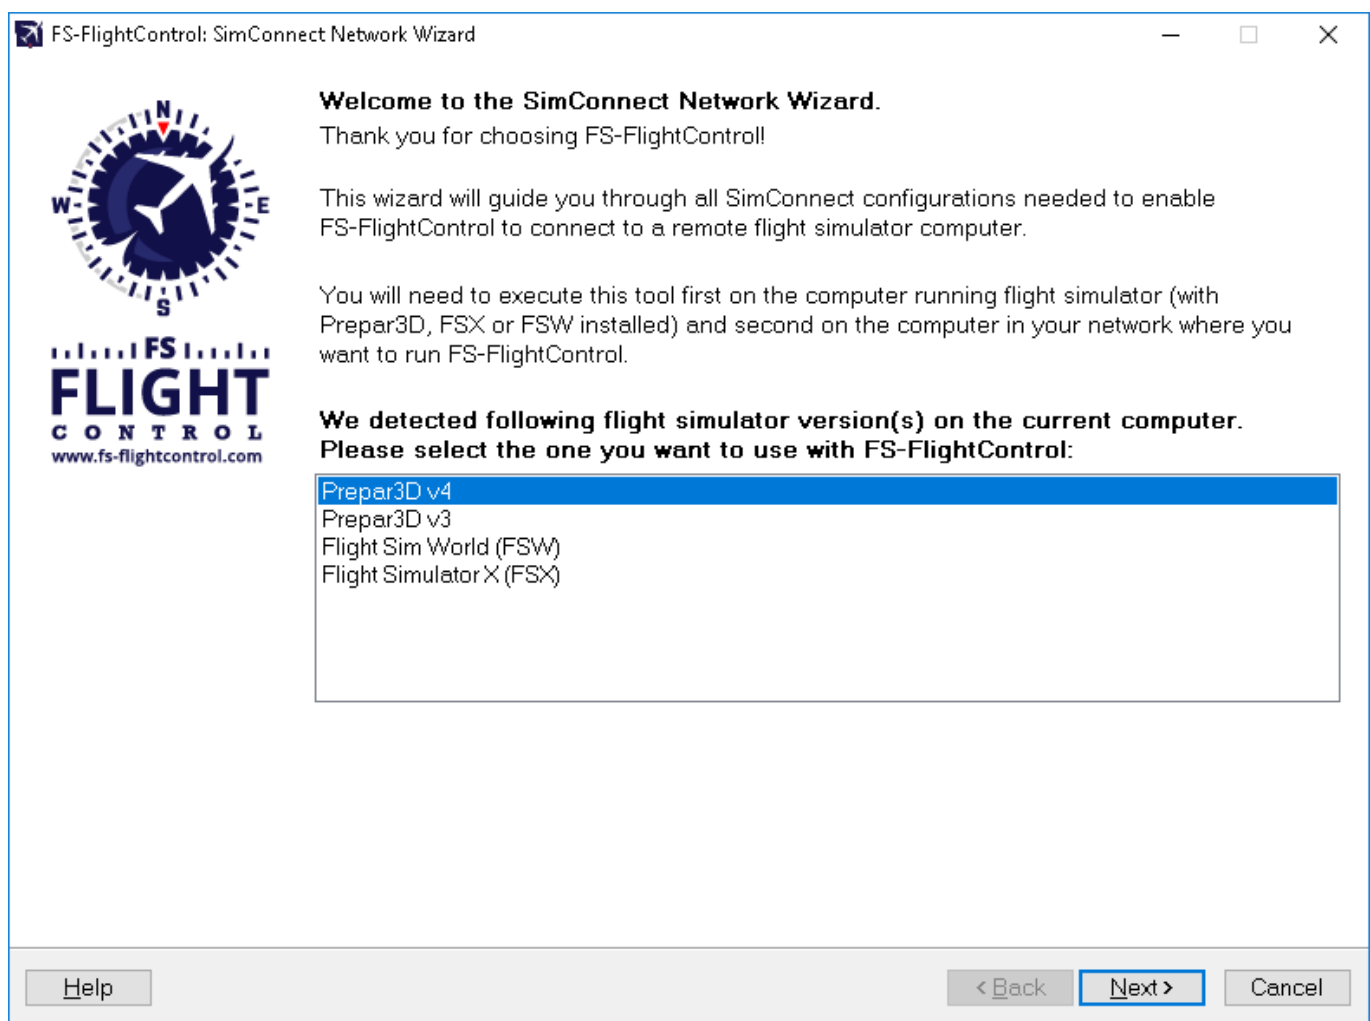 FS-FlightControl: SimConnect Network Wizard
N
W
E
S
FS
FLIGHT
CONTROL
www.fs-flightcontrol.com
Welcome to the SimConnect Network Wizard.
Thank you for choosing FS-FlightControl!
This wizard will guide you through all SimConnect configurations needed to enable
FS-FlightControl to connect to a remote flight simulator computer.
You will need to execute this tool first on the computer running flight simulator (with
Prepar3D, FSX or FSW installed) and second on the computer in your network where you
want to run FS-FlightControl.
We detected following flight simulator version(s) on the current computer.
Please select the one you want to use with FS-FlightControl:
Prepar3D v4
Prepar3D v3
Flight Sim World (FSW)
Flight Simulator X (FSX)
Help
< Back
Next >
Cancel